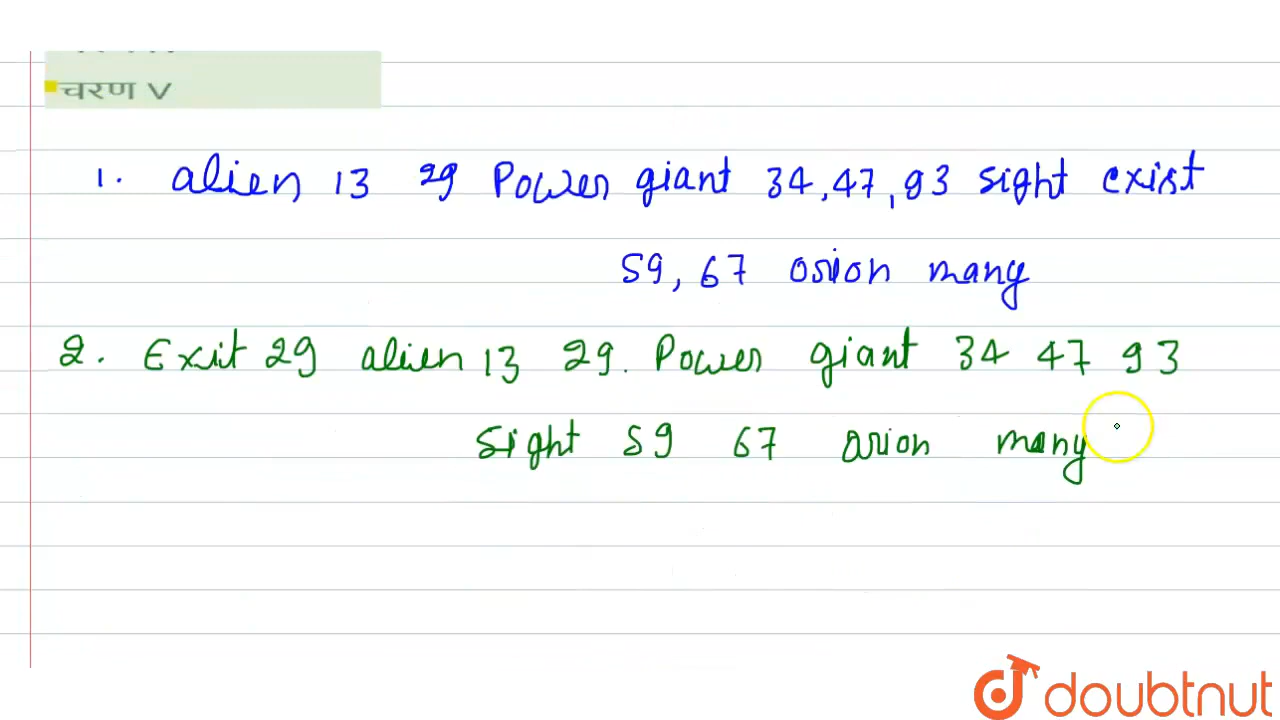 चरण V
1. alien 13 29 Power giant 34, 47, 93 sight exist
59, 67 orion many
2. Exit 29 alien 13 29. Power giant 34 47 93
sight 59 67 orion many
doubtnut